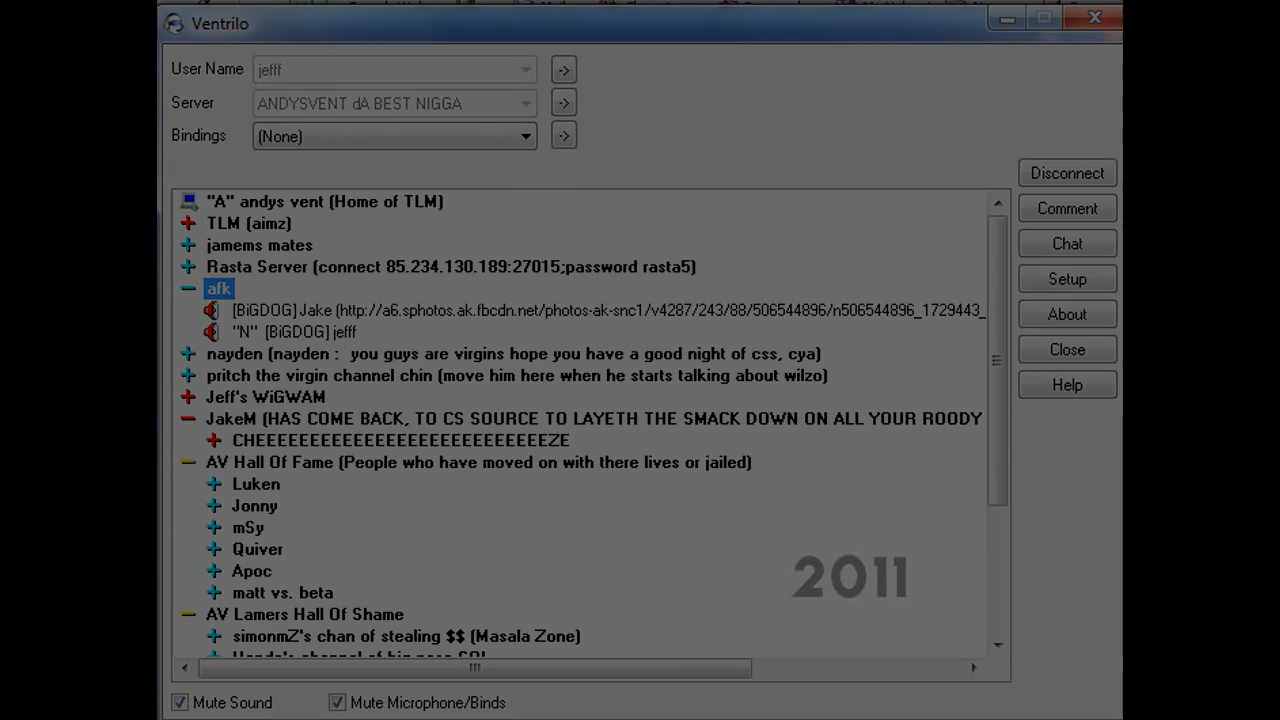 Ventrilo
User Name
jefff
->
Server
ANDYSVENT dA BEST NIGGA
->
Bindings
(None)
->
Disconnect
Comment
Chat
Setup
About
Close
Help
"A" andys vent (Home of TLM)
TLM (aimz)
jamems mates
Rasta Server (connect 85.234.130.189:27015;password rasta5)
afk
[BiGDOG] Jake (http://a6.sphotos.ak.fbcdn.net/photos-ak-snc1/v4287/243/88/506544896/n506544896_1729443_
"N" [BiGDOG] jefff
nayden (nayden : you guys are virgins hope you have a good night of css, cya)
pritch the virgin channel chin (move him here when he starts talking about wilzo)
Jeff's WiGWAM
JakeM (HAS COME BACK, TO CS SOURCE TO LAYETH THE SMACK DOWN ON ALL YOUR ROODY
CHEEEEEEEEEEEEEEEEEEEEEEEEEEZE
AV Hall Of Fame (People who have moved on with there lives or jailed)
Luken
Jonny
mSy
Quiver
Apoc
matt vs. beta
AV Lamers Hall Of Shame
simonmZ's chan of stealing $$ (Masala Zone)
2011
Mute Sound
Mute Microphone/Binds